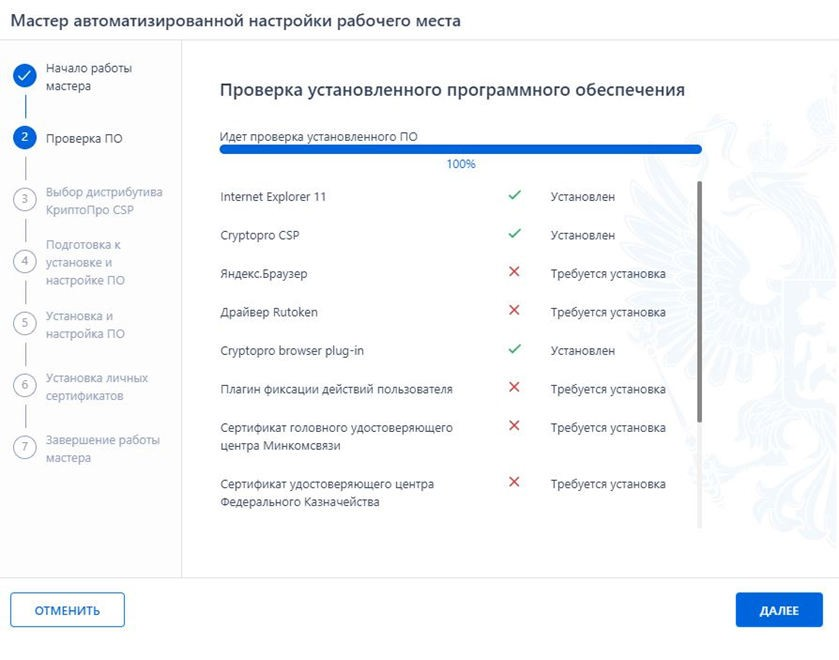 Мастер автоматизированной настройки рабочего места
Начало работы
мастера
2
Проверка ПО
3
Выбор дистрибутива
КриптоПро CSP
4
Подготовка к
установке и
настройке ПО
5
Установка и
настройка ПО
6
Установка личных
сертификатов
7
Завершение работы
мастера
Проверка установленного программного обеспечения
Идет проверка установленного ПО
100%
Internet Explorer 11 Установлен
Cryptopro CSP Установлен
Яндекс.Браузер Требуется установка
Драйвер Rutoken Требуется установка
Cryptopro browser plug-in Установлен
Плагин фиксации действий пользователя Требуется установка
Сертификат головного удостоверяющего Требуется установка
центра Минкомсвязи
Сертификат удостоверяющего центра Требуется установка
Федерального Казначейства
ОТМЕНИТЬ
ДАЛЕЕ